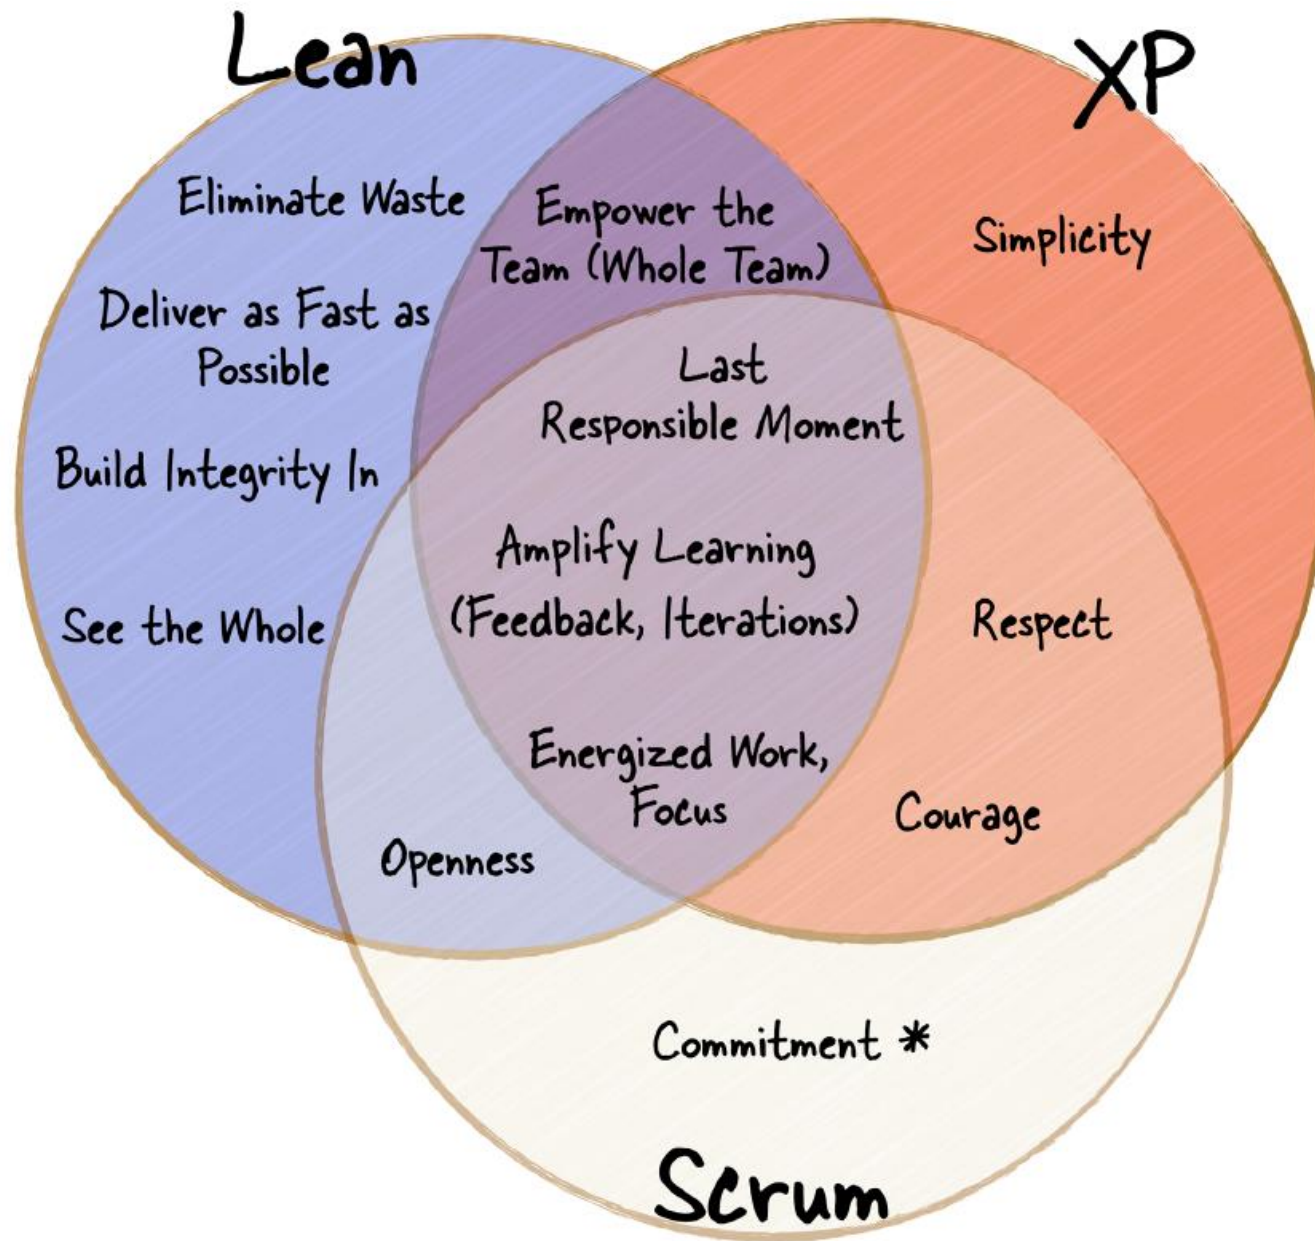 Lean
XP
Eliminate Waste
Empower the
Team (Whole Team)
Simplicity
Deliver as Fast as
Possible
Last
Responsible Moment
Build Integrity In
Amplify Learning
(Feedback, Iterations)
See the Whole
Respect
Energized Work,
Focus
Courage
Openness
Commitment *
Scrum